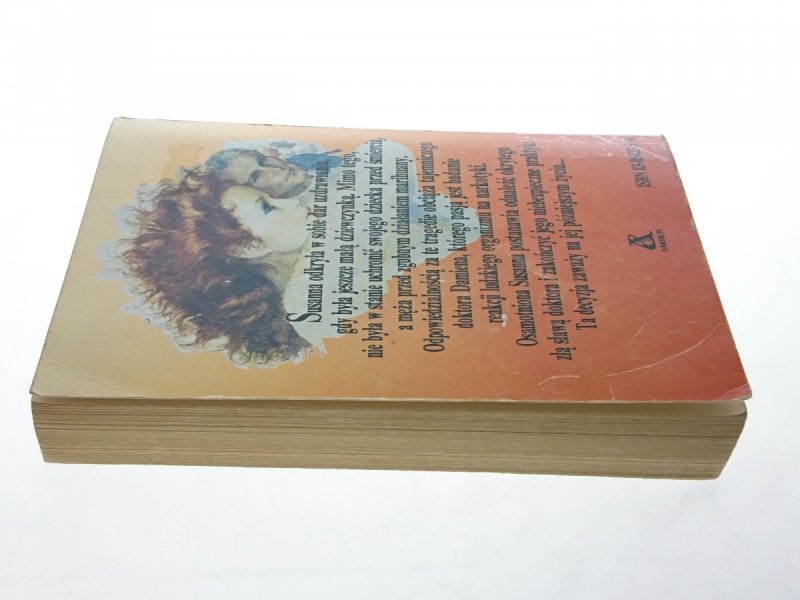 Susanna odkryła w sobie dar uzdrawiania,
gdy była jeszcze małą dziewczynką. Mimo tego,
nie była w stanie ochronić swojego dziecka przed śmiercią,
a męża przed zgubnym działaniem marihuany.
Odpowiedzialnością za te tragedie obciąża tajemniczego
doktora Damiena, którego pasją jest badanie
reakcji ludzkiego organizmu na narkotyki.
Osamotniona Susanna postanawia odnaleźć okrytego
złą sławą doktora i zakończyć jego niebezpieczne praktyki.
Ta decyzja zaważy na jej późniejszym życiu...
AMBER
ISBN